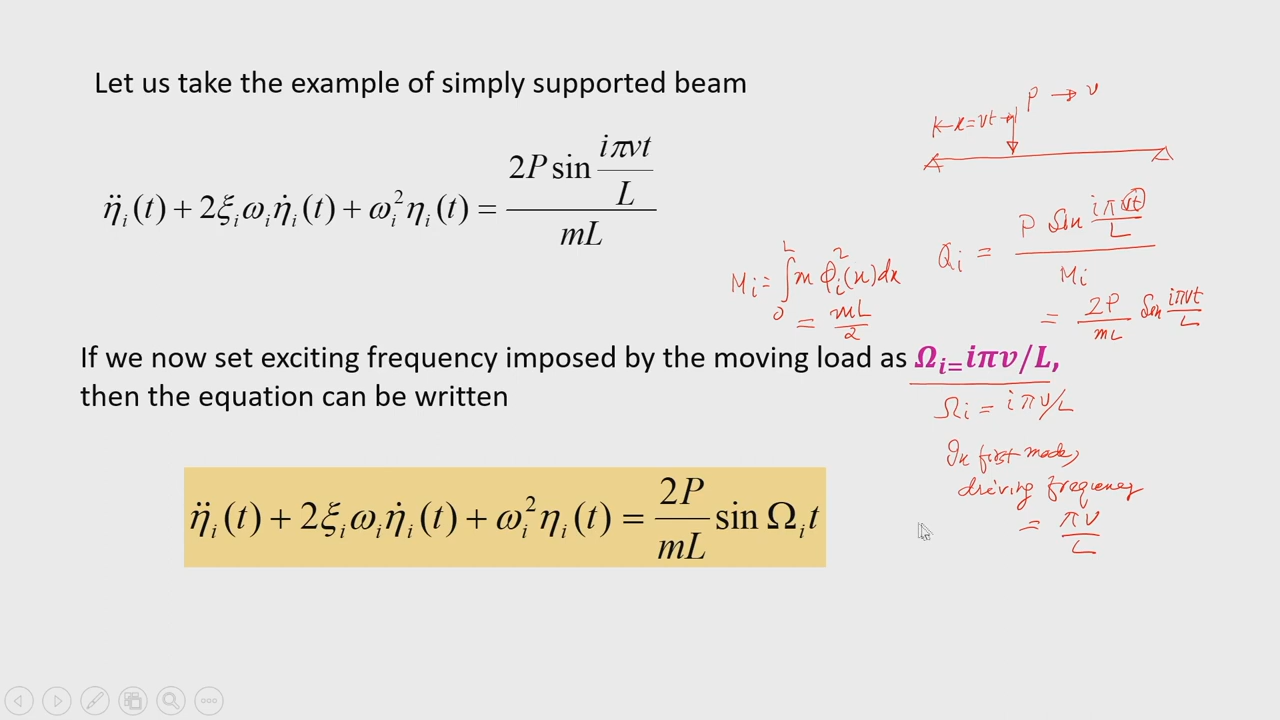 Let us take the example of simply supported beam
P → v
x=vt
η̈ᵢ(t) + 2ξᵢωᵢη̇ᵢ(t) + ωᵢ²ηᵢ(t) = 2P sin iπvt/L / mL
Qᵢ = P Sin iπvt/L / Mᵢ
Mᵢ = ∫₀ᴸ m φᵢ²(x)dx
= mL/2
= 2P/mL Sin iπvt/L
If we now set exciting frequency imposed by the moving load as Ωᵢ₌iπv/L,
then the equation can be written
Ωᵢ = iπv/L
In first mode,
driving frequency
= πv/L
η̈ᵢ(t) + 2ξᵢωᵢη̇ᵢ(t) + ωᵢ²ηᵢ(t) = 2P/mL sin Ωᵢt